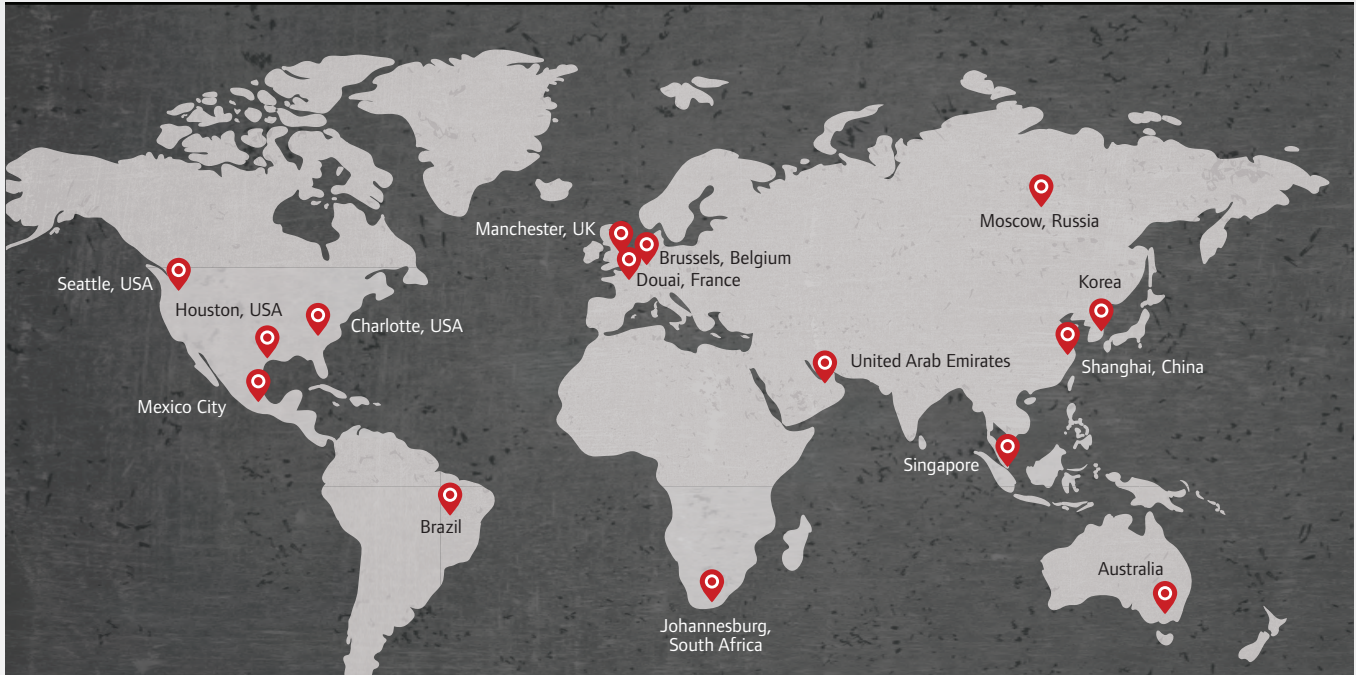 Manchester, UK
Moscow, Russia
Brussels, Belgium
Douai, France
Seattle, USA
Korea
Houston, USA
Charlotte, USA
United Arab Emirates
Shanghai, China
Mexico City
Singapore
Brazil
Australia
Johannesburg,
South Africa